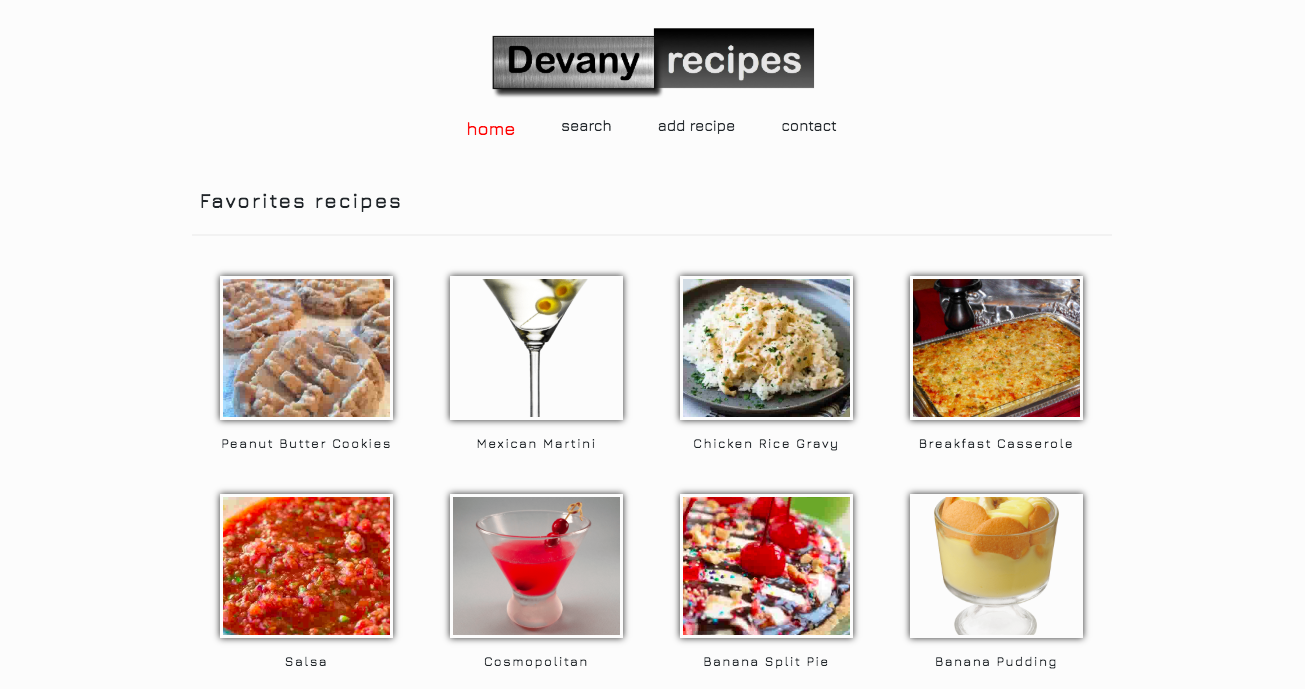 Devany recipes
home search add recipe contact
Favorites recipes
Peanut Butter Cookies Mexican Martini Chicken Rice Gravy Breakfast Casserole
Salsa Cosmopolitan Banana Split Pie Banana Pudding